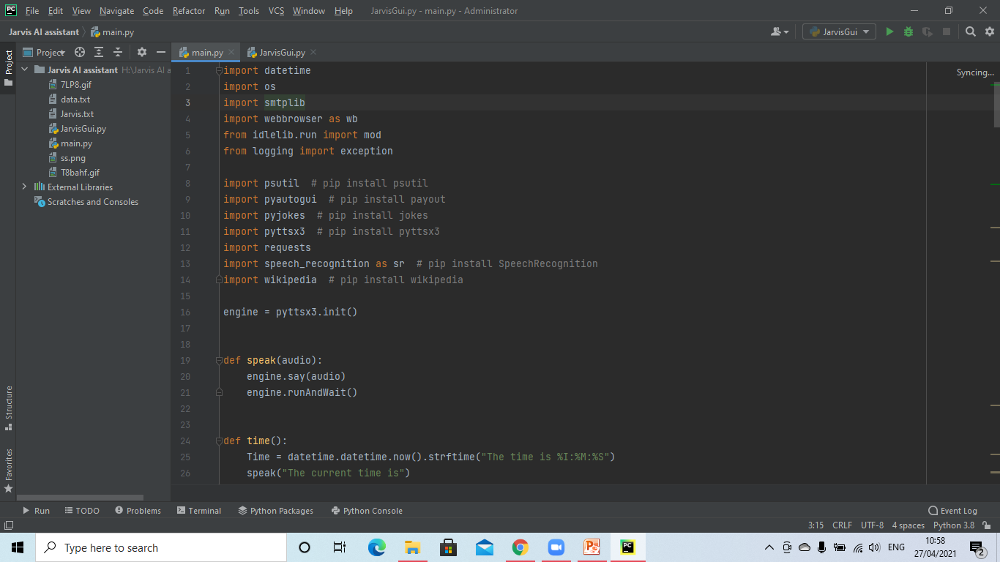 PC File Edit View Navigate Code Refactor Run Tools VCS Window Help JarvisGui.py - main.py - Administrator
Jarvis AI assistant main.py JarvisGui
Project main.py JarvisGui.py
Project
Jarvis AI assistant H:\Jarvis AI a
7LP8.gif
data.txt
Jarvis.txt
JarvisGui.py
main.py
ss.png
T8bahf.gif
External Libraries
Scratches and Consoles
Structure
Favorites
Syncing...
1 import datetime
2 import os
3 import smtplib
4 import webbrowser as wb
5 from idlelib.run import mod
6 from logging import exception
7
8 import psutil  # pip install psutil
9 import pyautogui  # pip install payout
10 import pyjokes  # pip install jokes
11 import pyttsx3  # pip install pyttsx3
12 import requests
13 import speech_recognition as sr  # pip install SpeechRecognition
14 import wikipedia  # pip install wikipedia
15
16 engine = pyttsx3.init()
17
18
19 def speak(audio):
20     engine.say(audio)
21     engine.runAndWait()
22
23
24 def time():
25     Time = datetime.datetime.now().strftime("The time is %I:%M:%S")
26     speak("The current time is")
Run TODO Problems Terminal Python Packages Python Console Event Log
3:15 CRLF UTF-8 4 spaces Python 3.8
Type here to search
PC
ENG
10:58
27/04/2021
2